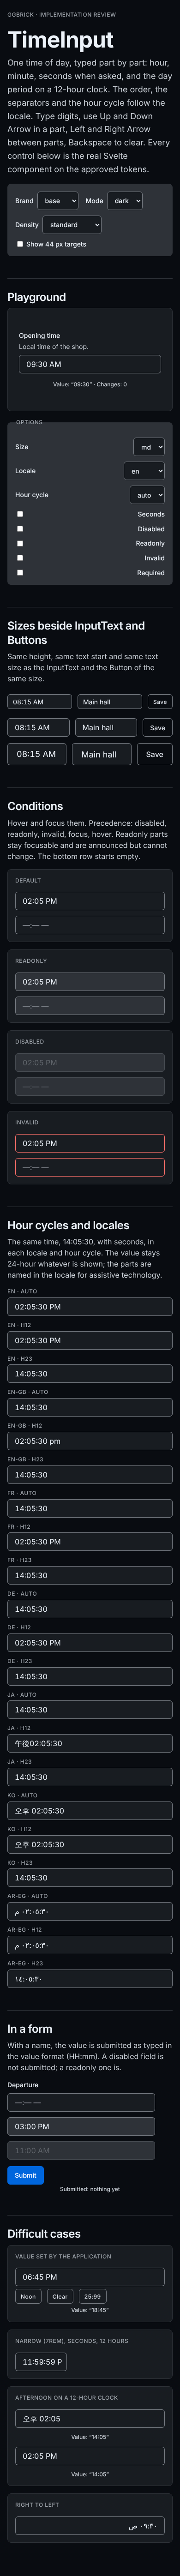 GGBRICK · IMPLEMENTATION REVIEW
TimeInput
One time of day, typed part by part: hour,
minute, seconds when asked, and the day
period on a 12-hour clock. The order, the
separators and the hour cycle follow the
locale. Type digits, use Up and Down
Arrow in a part, Left and Right Arrow
between parts, Backspace to clear. Every
control below is the real Svelte
component on the approved tokens.
Brand base Mode dark
Density standard
Show 44 px targets
Playground
Opening time
Local time of the shop.
09:30 AM
Value: “09:30” · Changes: 0
OPTIONS
Size md
Locale en
Hour cycle auto
Seconds
Disabled
Readonly
Invalid
Required
Sizes beside InputText and
Buttons
Same height, same text start and same text
size as the InputText and the Button of the
same size.
08:15 AM Main hall Save
08:15 AM Main hall Save
08:15 AM Main hall Save
Conditions
Hover and focus them. Precedence: disabled,
readonly, invalid, focus, hover. Readonly parts
stay focusable and are announced but cannot
change. The bottom row starts empty.
DEFAULT
02:05 PM
––:–– ––
READONLY
02:05 PM
––:–– ––
DISABLED
02:05 PM
––:–– ––
INVALID
02:05 PM
––:–– ––
Hour cycles and locales
The same time, 14:05:30, with seconds, in
each locale and hour cycle. The value stays
24-hour whatever is shown; the parts are
named in the locale for assistive technology.
EN · AUTO
02:05:30 PM
EN · H12
02:05:30 PM
EN · H23
14:05:30
EN-GB · AUTO
14:05:30
EN-GB · H12
02:05:30 pm
EN-GB · H23
14:05:30
FR · AUTO
14:05:30
FR · H12
02:05:30 PM
FR · H23
14:05:30
DE · AUTO
14:05:30
DE · H12
02:05:30 PM
DE · H23
14:05:30
JA · AUTO
14:05:30
JA · H12
午後02:05:30
JA · H23
14:05:30
KO · AUTO
오후 02:05:30
KO · H12
오후 02:05:30
KO · H23
14:05:30
AR-EG · AUTO
٠٢:٠٥:٣٠ م
AR-EG · H12
٠٢:٠٥:٣٠ م
AR-EG · H23
١٤:٠٥:٣٠
In a form
With a name, the value is submitted as typed in
the value format (HH:mm). A disabled field is
not submitted; a readonly one is.
Departure
––:–– ––
03:00 PM
11:00 AM
Submit
Submitted: nothing yet
Difficult cases
VALUE SET BY THE APPLICATION
06:45 PM
Noon Clear 25:99
Value: “18:45”
NARROW (7REM), SECONDS, 12 HOURS
11:59:59 P
AFTERNOON ON A 12-HOUR CLOCK
오후 02:05
Value: “14:05”
02:05 PM
Value: “14:05”
RIGHT TO LEFT
٠٩:٣٠ ص